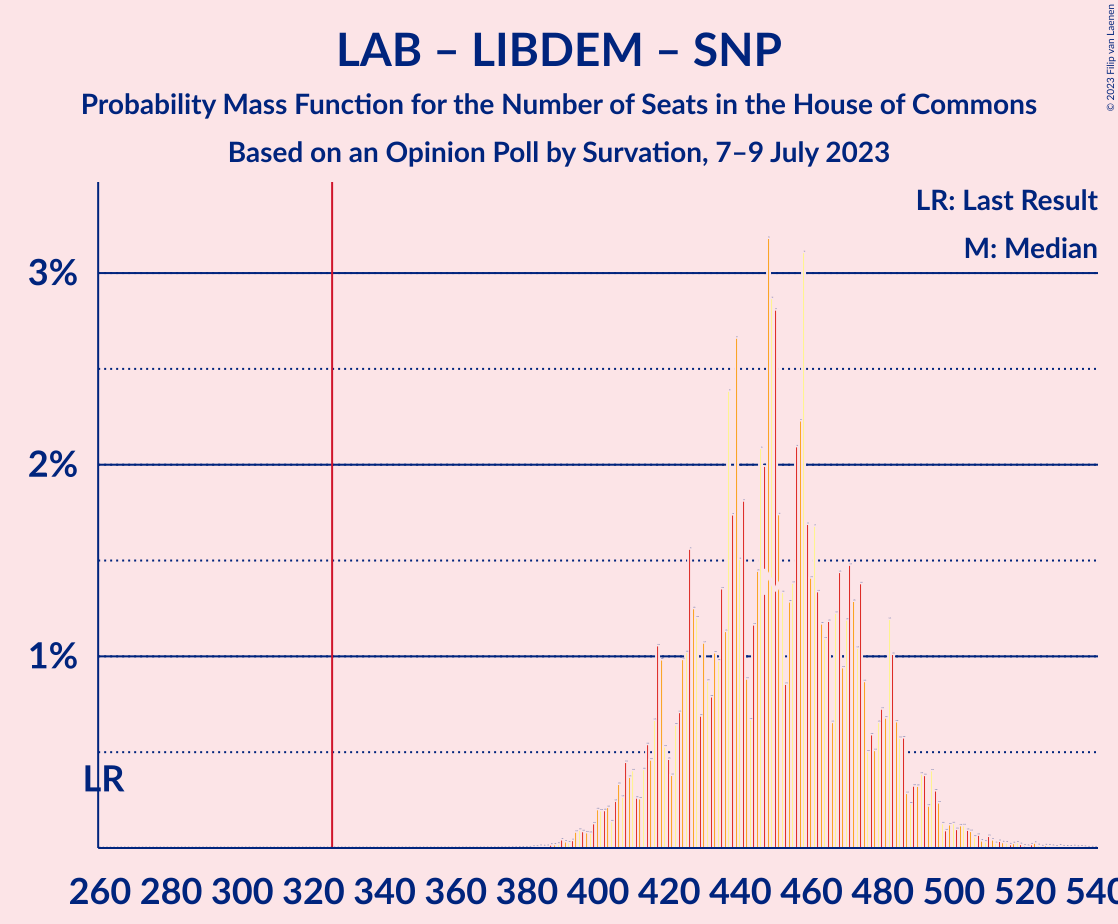 LAB – LIBDEM – SNP
Probability Mass Function for the Number of Seats in the House of Commons
Based on an Opinion Poll by Survation, 7–9 July 2023
© 2023 Filip van Laenen
LR: Last Result
M: Median
3%
2%
1%
LR
260 280 300 320 340 360 380 400 420 440 460 480 500 520 540